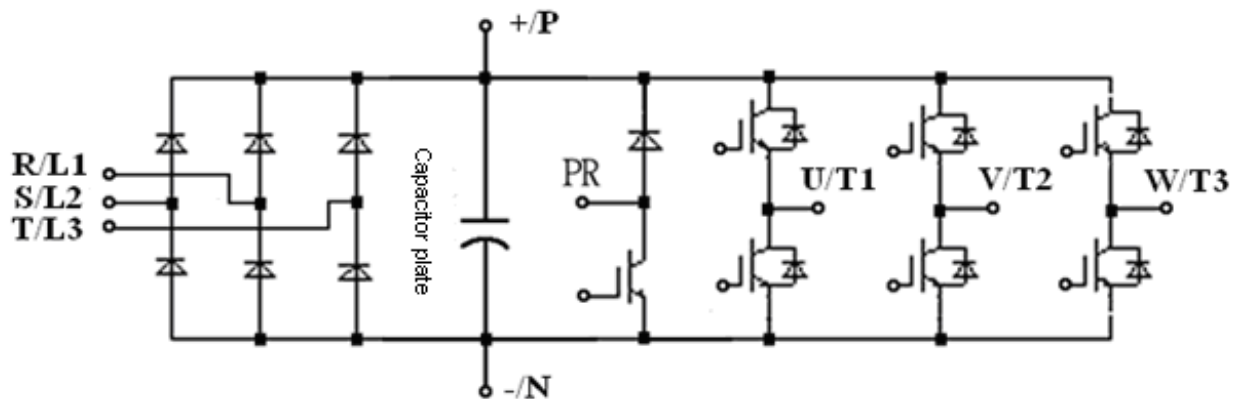 +/P
R/L1
S/L2
T/L3
Capacitor plate
PR
U/T1
V/T2
W/T3
-/N